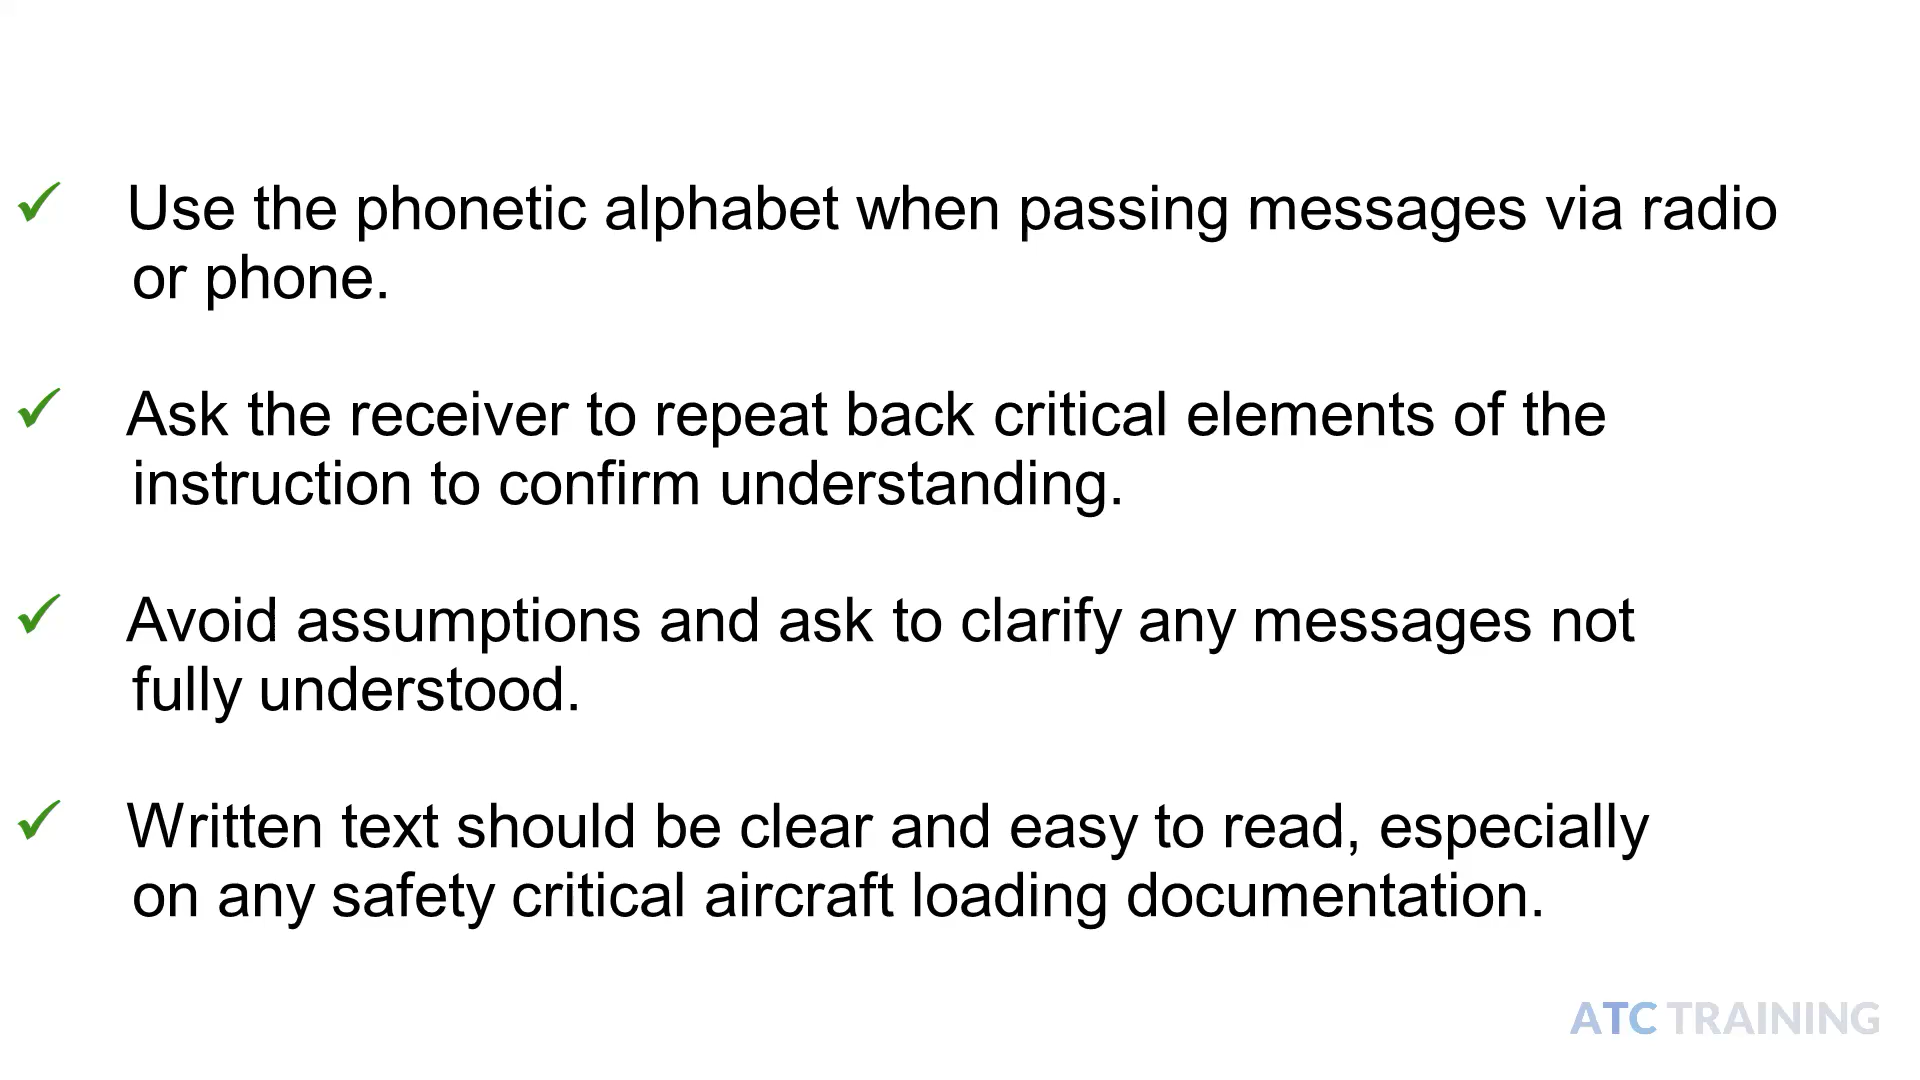 ✓ Use the phonetic alphabet when passing messages via radio
or phone.
✓ Ask the receiver to repeat back critical elements of the
instruction to confirm understanding.
✓ Avoid assumptions and ask to clarify any messages not
fully understood.
✓ Written text should be clear and easy to read, especially
on any safety critical aircraft loading documentation.
ATC TRAINING